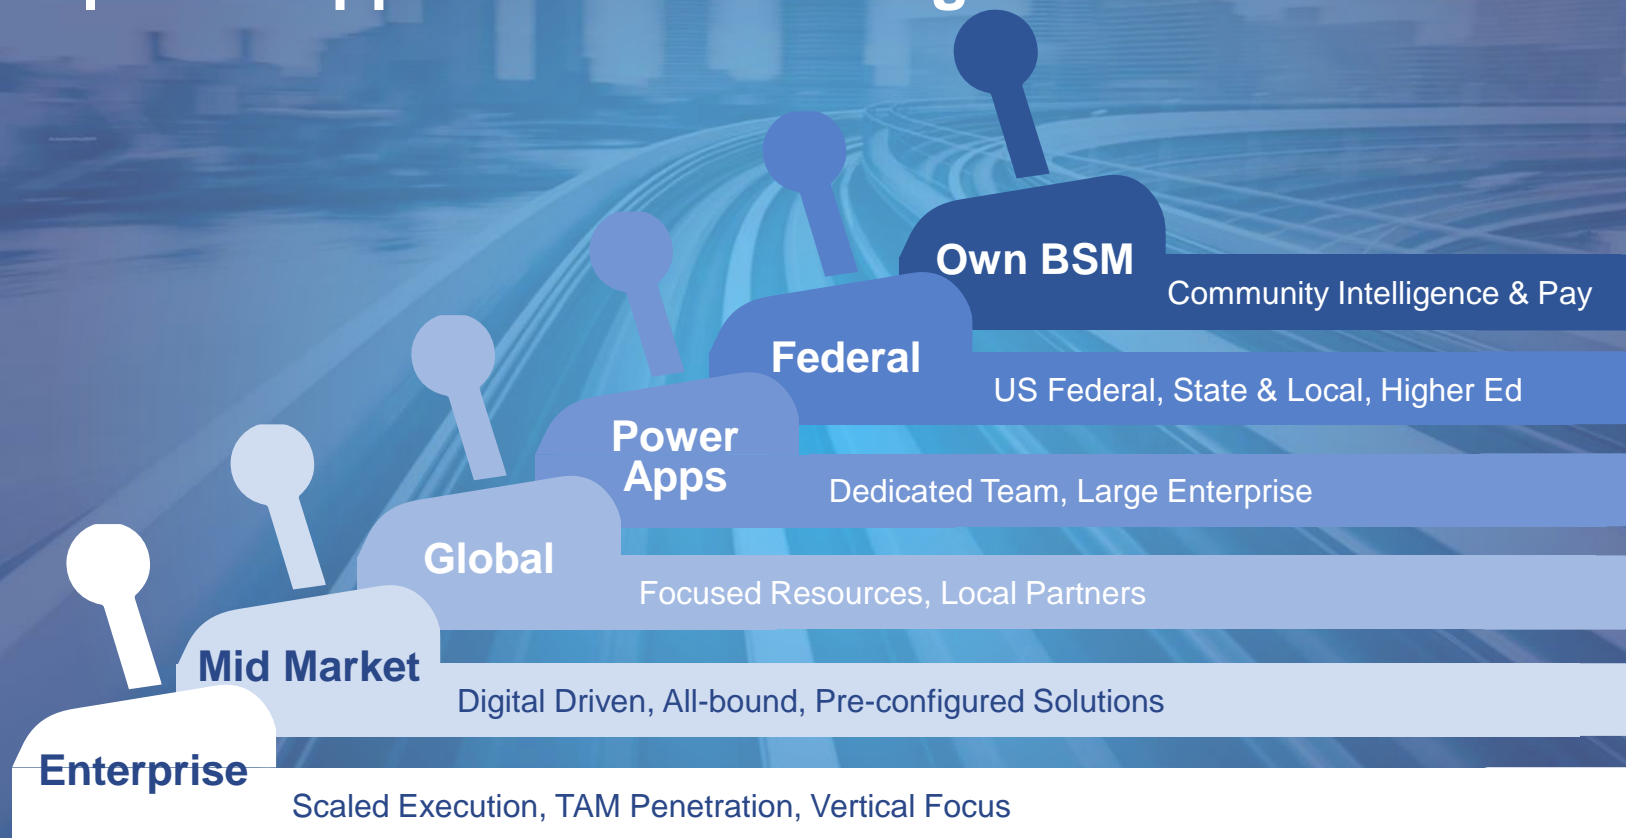 Own BSM
Community Intelligence & Pay
Federal
US Federal, State & Local, Higher Ed
Power
Apps
Dedicated Team, Large Enterprise
Global
Focused Resources, Local Partners
Mid Market
Digital Driven, All-bound, Pre-configured Solutions
Enterprise
Scaled Execution, TAM Penetration, Vertical Focus